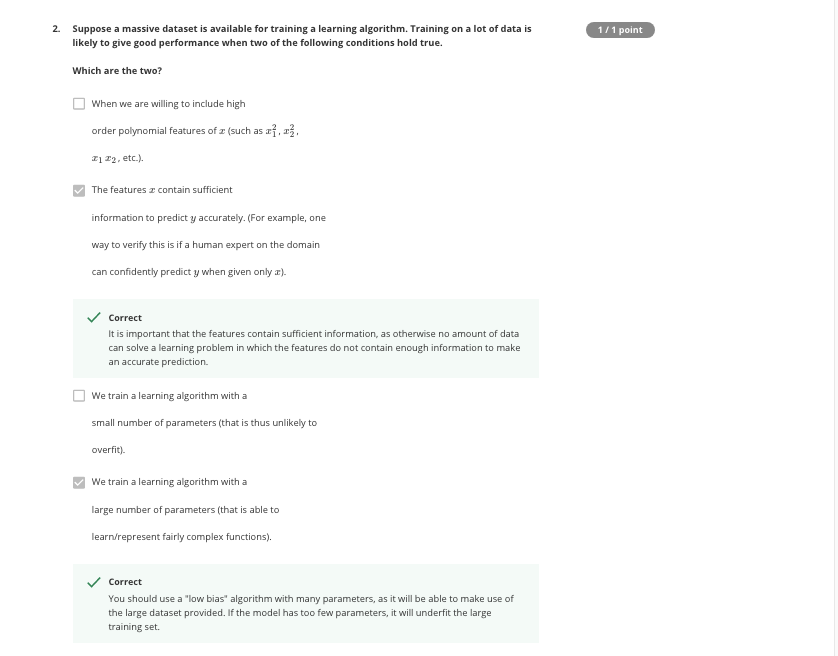 2. Suppose a massive dataset is available for training a learning algorithm. Training on a lot of data is
1 / 1 point
likely to give good performance when two of the following conditions hold true.
Which are the two?
When we are willing to include high
order polynomial features of x (such as x₁², x₂²,
x₁ x₂, etc.).
The features x contain sufficient
information to predict y accurately. (For example, one
way to verify this is if a human expert on the domain
can confidently predict y when given only x).
Correct
It is important that the features contain sufficient information, as otherwise no amount of data
can solve a learning problem in which the features do not contain enough information to make
an accurate prediction.
We train a learning algorithm with a
small number of parameters (that is thus unlikely to
overfit).
We train a learning algorithm with a
large number of parameters (that is able to
learn/represent fairly complex functions).
Correct
You should use a "low bias" algorithm with many parameters, as it will be able to make use of
the large dataset provided. If the model has too few parameters, it will underfit the large
training set.